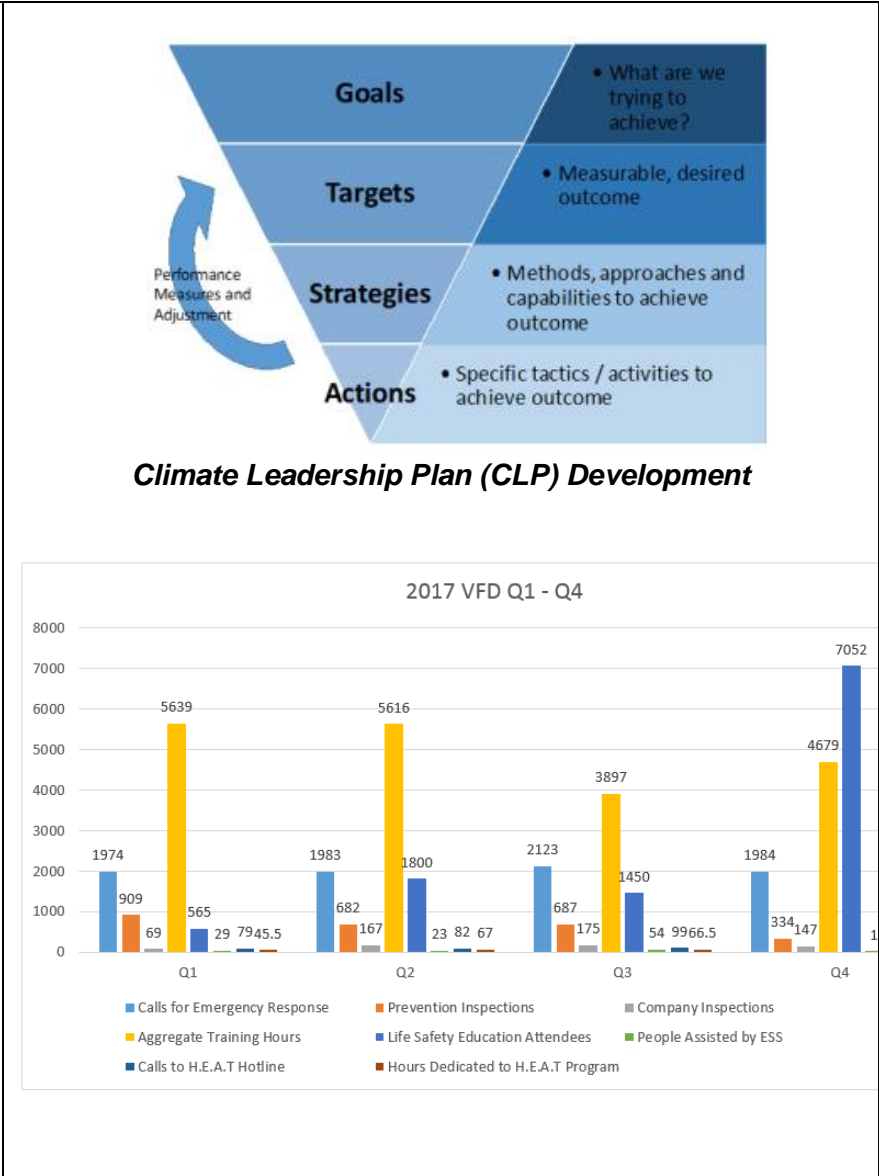 Goals
• What are we
trying to
achieve?
Targets
• Measurable, desired
outcome
Performance
Measures and
Adjustment
Strategies
• Methods, approaches and
capabilities to achieve
outcome
Actions
• Specific tactics / activities to
achieve outcome
Climate Leadership Plan (CLP) Development
2017 VFD Q1 - Q4
8000
7000
6000
5000
4000
3000
2000
1000
0
1974
909
69
5639
565
29
79
45.5
1983
682
167
5616
1800
23
82
67
2123
687
175
3897
1450
54
99
66.5
1984
334
147
4679
7052
Q1
Q2
Q3
Q4
Calls for Emergency Response
Prevention Inspections
Company Inspections
Aggregate Training Hours
Life Safety Education Attendees
People Assisted by ESS
Calls to H.E.A.T Hotline
Hours Dedicated to H.E.A.T Program